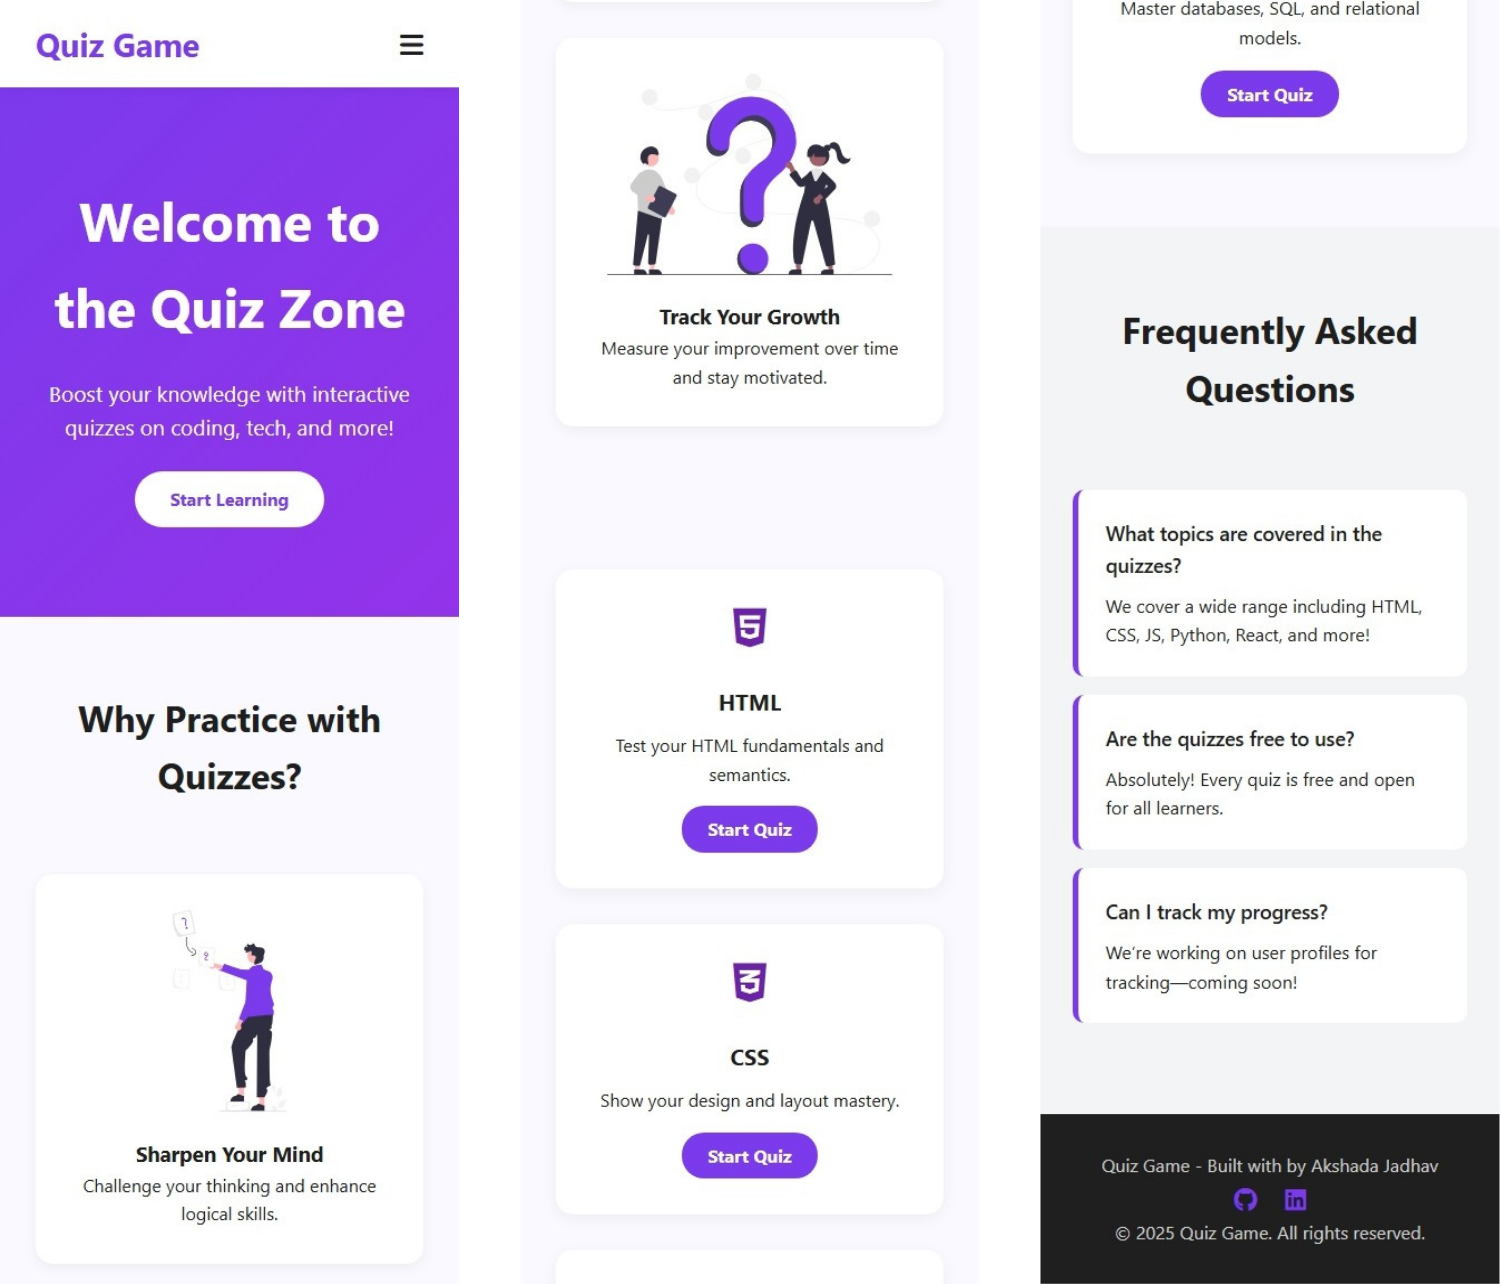 Quiz Game
Welcome to
the Quiz Zone
Boost your knowledge with interactive
quizzes on coding, tech, and more!
Start Learning
Why Practice with
Quizzes?
?
?
Sharpen Your Mind
Challenge your thinking and enhance
logical skills.
?
Track Your Growth
Measure your improvement over time
and stay motivated.
5
HTML
Test your HTML fundamentals and
semantics.
Start Quiz
3
CSS
Show your design and layout mastery.
Start Quiz
Master databases, SQL, and relational
models.
Start Quiz
Frequently Asked
Questions
What topics are covered in the
quizzes?
We cover a wide range including HTML,
CSS, JS, Python, React, and more!
Are the quizzes free to use?
Absolutely! Every quiz is free and open
for all learners.
Can I track my progress?
We're working on user profiles for
tracking—coming soon!
Quiz Game - Built with by Akshada Jadhav
in
© 2025 Quiz Game. All rights reserved.